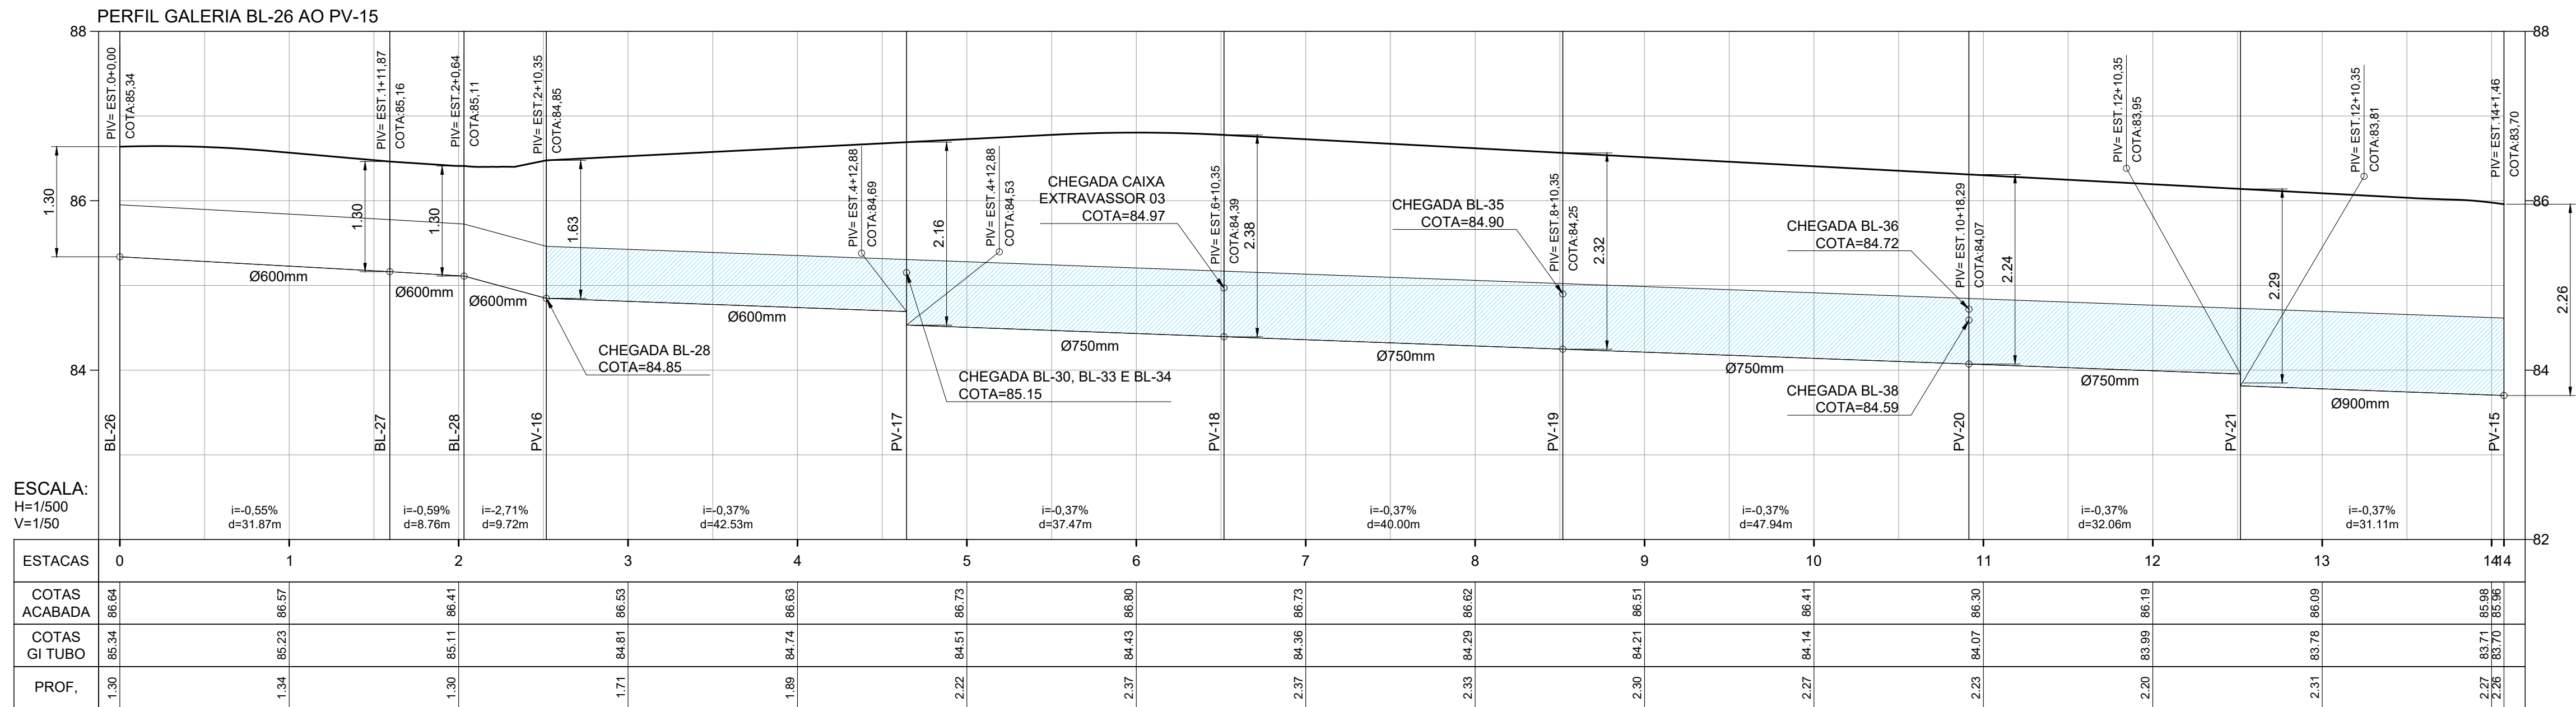 PERFIL GALERIA BL-26 AO PV-15
88
88
86
86
84
84
82
PIV= EST.0+0,00
COTA:85,34
PIV= EST.1+11,87
COTA:85,16
PIV= EST.2+0,64
COTA:85,11
PIV= EST.2+10,35
COTA:84,85
PIV= EST.4+12,88
COTA:84,69
PIV= EST.4+12,88
COTA:84,53
PIV= EST.6+10,35
COTA:84,39
PIV= EST.8+10,35
COTA:84,25
PIV= EST.10+18,29
COTA:84,07
PIV= EST.12+10,35
COTA:83,95
PIV= EST.12+10,35
COTA:83,81
PIV= EST.14+1,46
COTA:83,70
1.30
1.30
1.30
1.63
2.16
2.38
2.32
2.24
2.29
2.26
CHEGADA CAIXA
EXTRAVASSOR 03
COTA=84.97
CHEGADA BL-35
COTA=84.90
CHEGADA BL-36
COTA=84.72
Ø600mm
Ø600mm
Ø600mm
Ø600mm
Ø750mm
Ø750mm
Ø750mm
Ø750mm
Ø900mm
CHEGADA BL-28
COTA=84.85
CHEGADA BL-30, BL-33 E BL-34
COTA=85.15
CHEGADA BL-38
COTA=84.59
BL-26
BL-27
BL-28
PV-16
PV-17
PV-18
PV-19
PV-20
PV-21
PV-15
ESCALA:
H=1/500
V=1/50
i=-0,55%
d=31.87m
i=-0,59%
d=8.76m
i=-2,71%
d=9.72m
i=-0,37%
d=42.53m
i=-0,37%
d=37.47m
i=-0,37%
d=40.00m
i=-0,37%
d=47.94m
i=-0,37%
d=32.06m
i=-0,37%
d=31.11m
ESTACAS 0 1 2 3 4 5 6 7 8 9 10 11 12 13 14 14
COTAS
ACABADA
86.64 86.57 86.41 86.53 86.63 86.73 86.80 86.73 86.62 86.51 86.41 86.30 86.19 86.09 85.98 85.96
COTAS
GI TUBO
85.34 85.23 85.11 84.81 84.74 84.51 84.43 84.36 84.29 84.21 84.14 84.07 83.99 83.78 83.71 83.70
PROF, 1.30 1.34 1.30 1.71 1.89 2.22 2.37 2.37 2.33 2.30 2.27 2.23 2.20 2.31 2.27 2.26